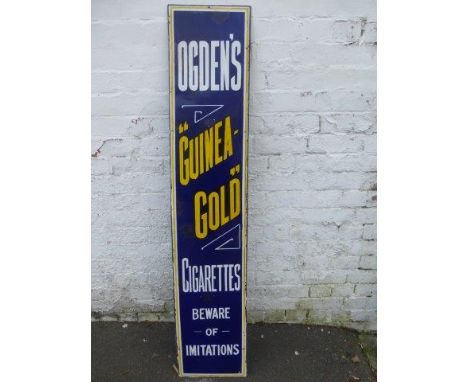 OGDEN'S
"GUINEA-
GOLD"
CIGARETTES
BEWARE
- OF -
IMITATIONS